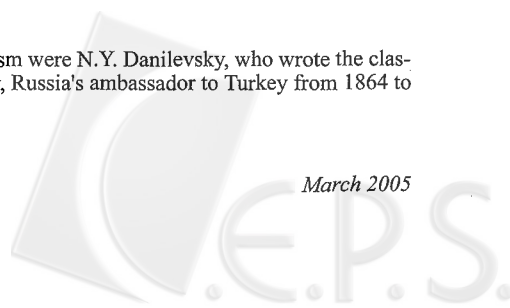 sm were N.Y. Danilevsky, who wrote the clas-
, Russia's ambassador to Turkey from 1864 to
March 2005
C.E.P.S.